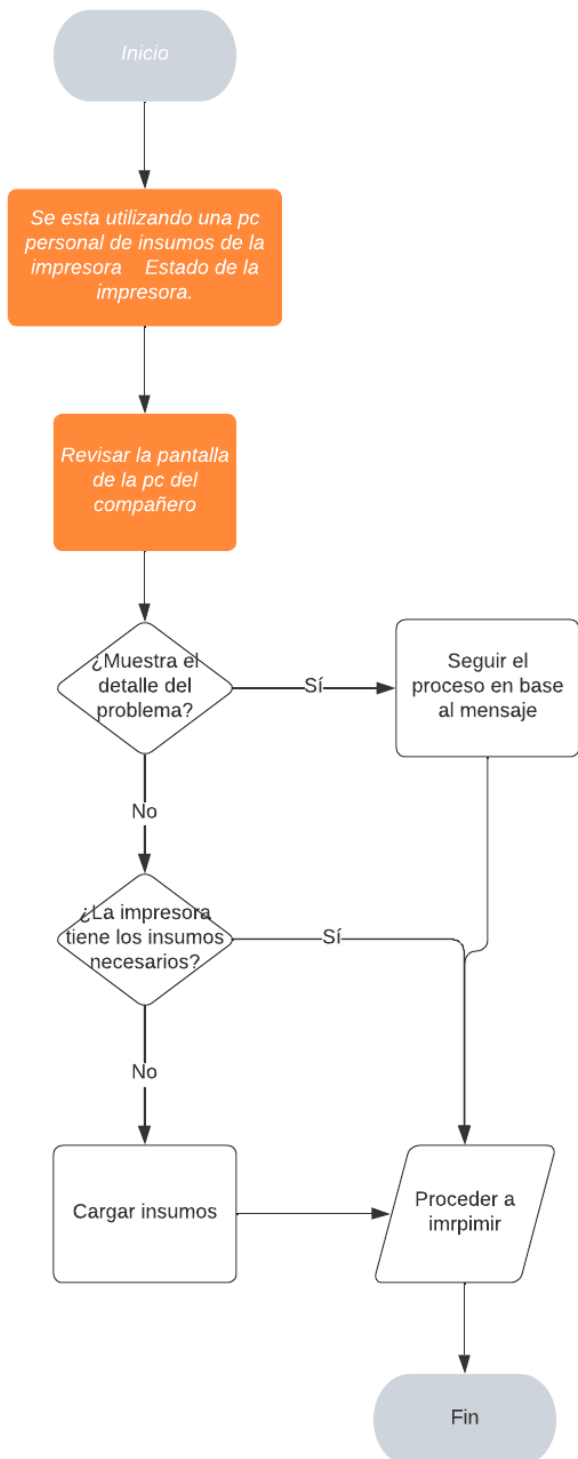 Inicio
Se esta utilizando una pc
personal de insumos de la
impresora    Estado de la
impresora.
Revisar la pantalla
de la pc del
compañero
¿Muestra el
detalle del
problema?
Sí
Seguir el
proceso en base
al mensaje
No
¿La impresora
tiene los insumos
necesarios?
Sí
No
Cargar insumos
Proceder a
imrpimir
Fin